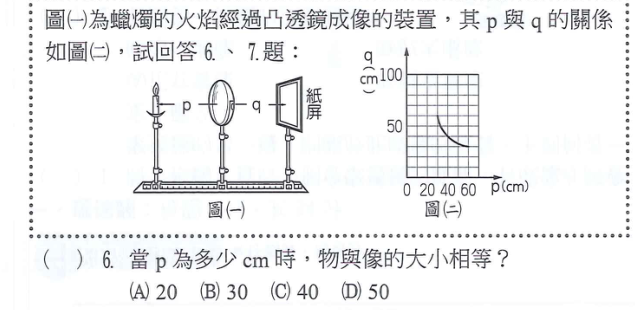 圖㈠為蠟燭的火焰經過凸透鏡成像的裝置，其 p 與 q 的關係
如圖㈡，試回答 6.、7.題：
p
q
紙屏
圖㈠
q
(cm)
100
50
0 20 40 60 p(cm)
圖㈡
(　) 6. 當 p 為多少 cm 時，物與像的大小相等？
(A) 20 (B) 30 (C) 40 (D) 50